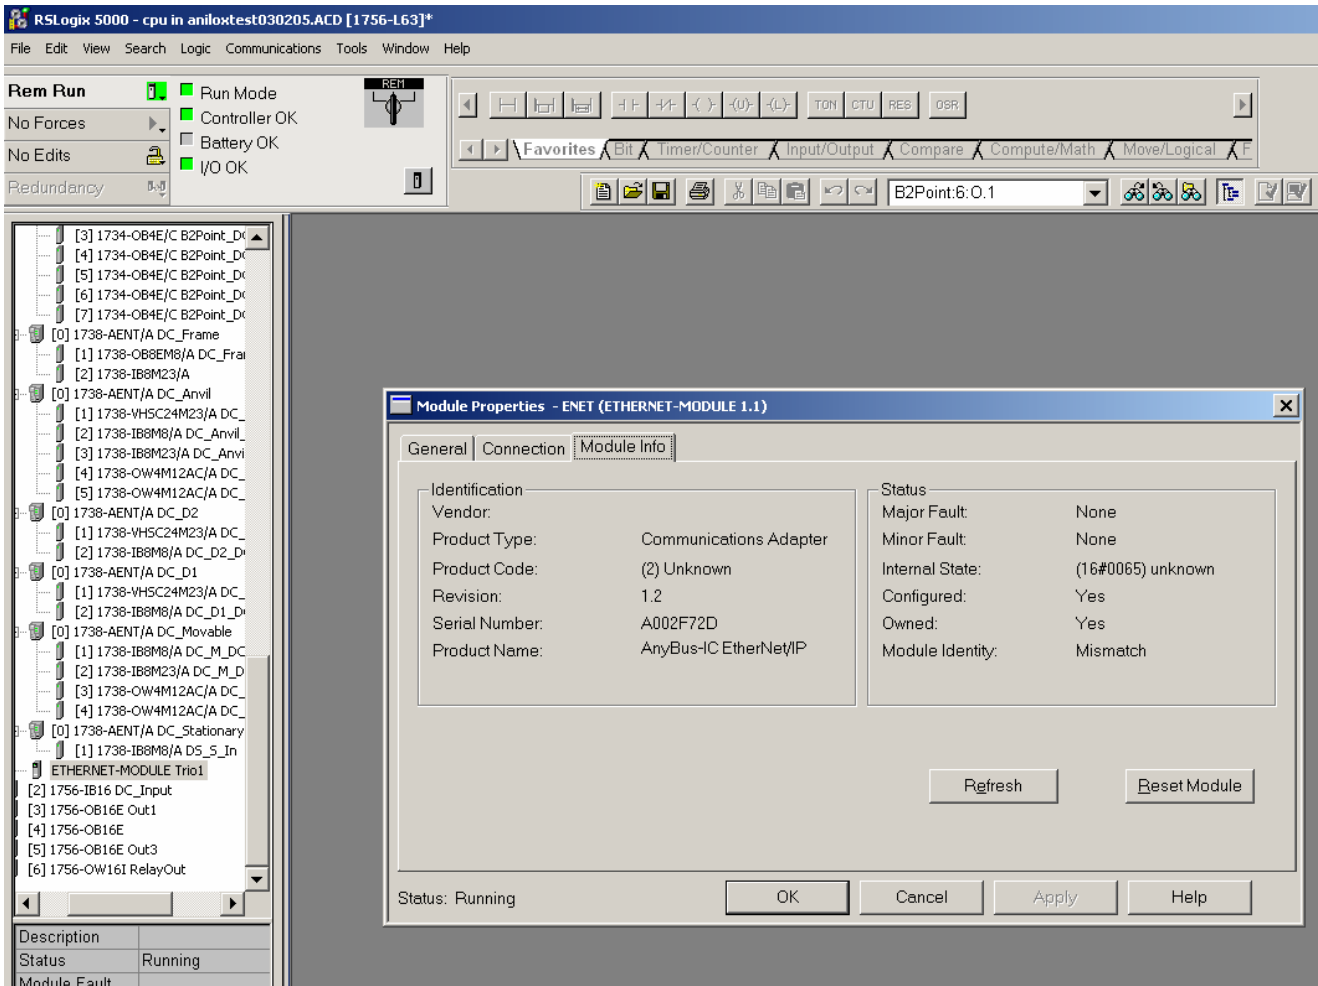 RSLogix 5000 - cpu in aniloxtest030205.ACD [1756-L63]*
File Edit View Search Logic Communications Tools Window Help
Rem Run
No Forces
No Edits
Redundancy
Run Mode
Controller OK
Battery OK
I/O OK
REM
TON CTU RES OSR
Favorites Bit Timer/Counter Input/Output Compare Compute/Math Move/Logical F
B2Point:6:O.1
[3] 1734-OB4E/C B2Point_D
[4] 1734-OB4E/C B2Point_D
[5] 1734-OB4E/C B2Point_D
[6] 1734-OB4E/C B2Point_D
[7] 1734-OB4E/C B2Point_D
[0] 1738-AENT/A DC_Frame
[1] 1738-OB8EM8/A DC_Fra
[2] 1738-IB8M23/A
[0] 1738-AENT/A DC_Anvil
[1] 1738-VHSC24M23/A DC_
[2] 1738-IB8M8/A DC_Anvil_
[3] 1738-IB8M23/A DC_Anvi
[4] 1738-OW4M12AC/A DC_
[5] 1738-OW4M12AC/A DC_
[0] 1738-AENT/A DC_D2
[1] 1738-VHSC24M23/A DC_
[2] 1738-IB8M8/A DC_D2_D
[0] 1738-AENT/A DC_D1
[1] 1738-VHSC24M23/A DC_
[2] 1738-IB8M8/A DC_D1_D
[0] 1738-AENT/A DC_Movable
[1] 1738-IB8M8/A DC_M_DC
[2] 1738-IB8M23/A DC_M_D
[3] 1738-OW4M12AC/A DC_
[4] 1738-OW4M12AC/A DC_
[0] 1738-AENT/A DC_Stationary
[1] 1738-IB8M8/A DS_S_In
ETHERNET-MODULE Trio1
[2] 1756-IB16 DC_Input
[3] 1756-OB16E Out1
[4] 1756-OB16E
[5] 1756-OB16E Out3
[6] 1756-OW16I RelayOut
Description
Status Running
Module Fault
Module Properties - ENET (ETHERNET-MODULE 1.1)
General Connection Module Info
Identification
Vendor:
Product Type: Communications Adapter
Product Code: (2) Unknown
Revision: 1.2
Serial Number: A002F72D
Product Name: AnyBus-IC EtherNet/IP
Status
Major Fault: None
Minor Fault: None
Internal State: (16#0065) unknown
Configured: Yes
Owned: Yes
Module Identity: Mismatch
Refresh Reset Module
Status: Running
OK Cancel Apply Help